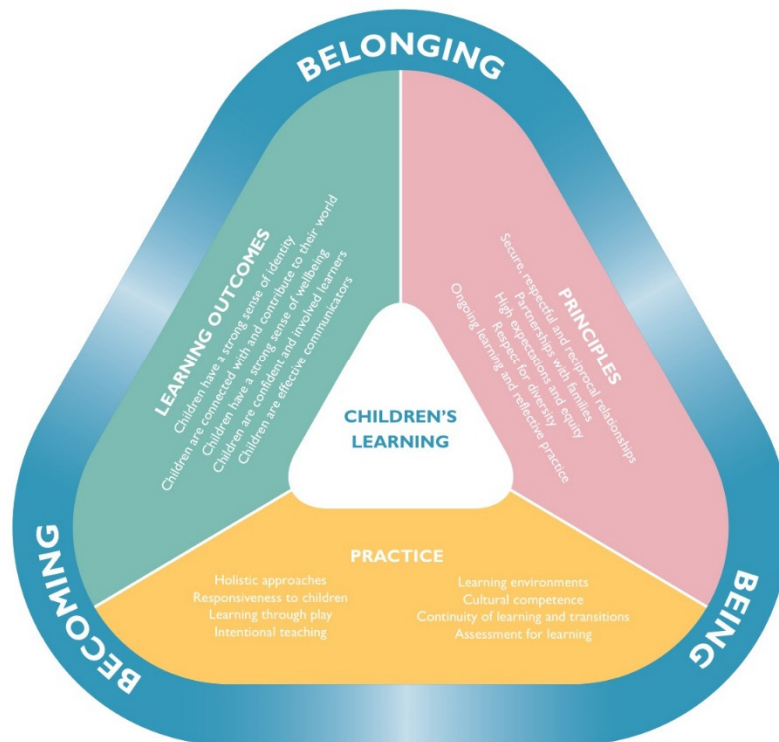 BELONGING
LEARNING OUTCOMES
Children have a strong sense of identity
Children are connected with and contribute to their world
Children have a strong sense of wellbeing
Children are confident and involved learners
Children are effective communicators
PRINCIPLES
Secure, respectful and reciprocal relationships
Partnerships with families
High expectations and equity
Respect for diversity
Ongoing learning and reflective practice
CHILDREN'S
LEARNING
PRACTICE
Holistic approaches
Responsiveness to children
Learning through play
Intentional teaching
Learning environments
Cultural competence
Continuity of learning and transitions
Assessment for learning
BECOMING
BEING